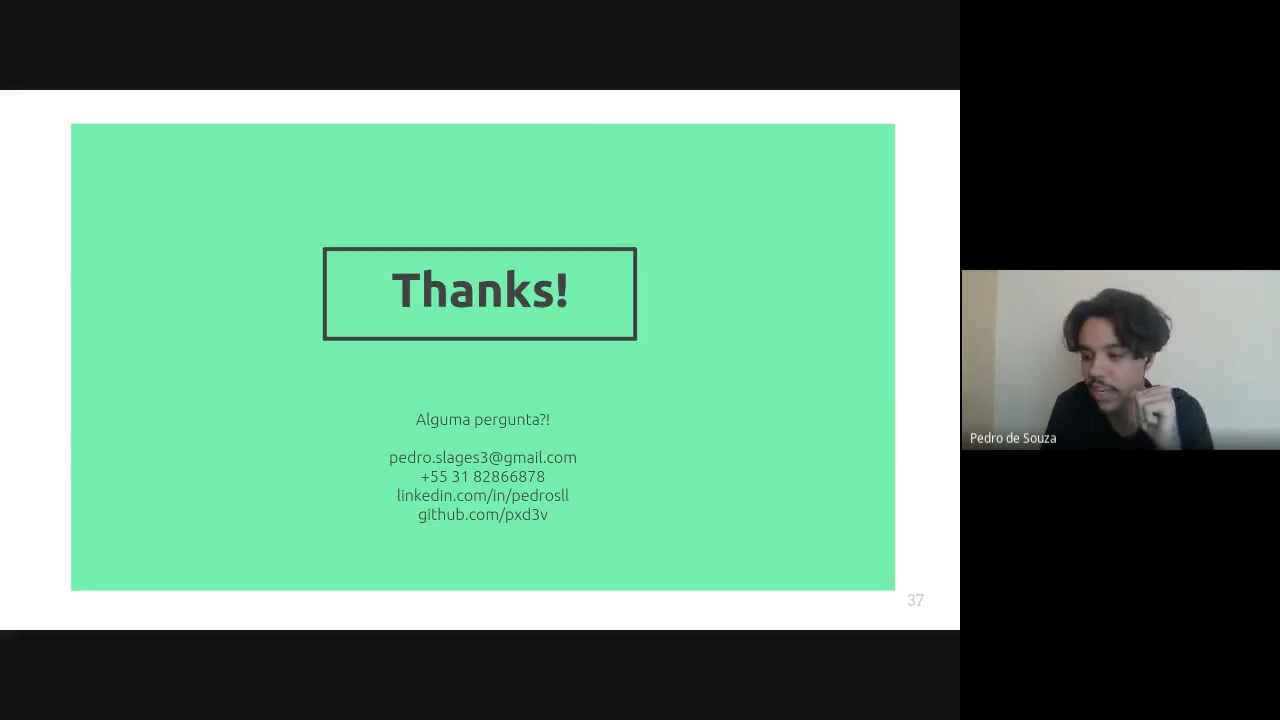 Thanks!
Alguma pergunta?!
pedro.slages3@gmail.com
+55 31 82866878
linkedin.com/in/pedrosll
github.com/pxd3v
37
Pedro de Souza